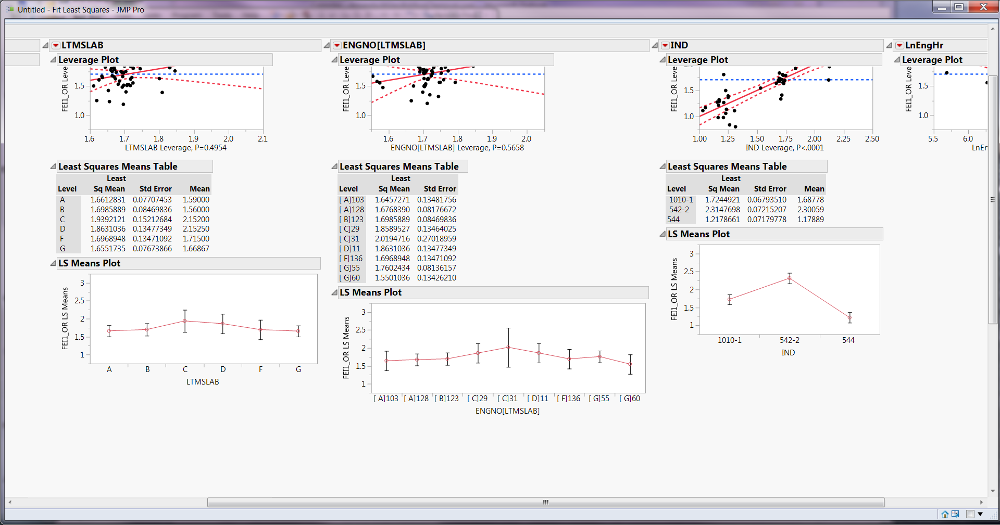 Untitled - Fit Least Squares - JMP Pro
LTMSLAB
Leverage Plot
FEI1_OR Leve
1.5
1.0
1.6 1.7 1.8 1.9 2.0 2.1
LTMSLAB Leverage, P=0.4954
Least Squares Means Table
Least
Level Sq Mean Std Error Mean
A 1.6612831 0.07707453 1.59000
B 1.6985889 0.08469836 1.56000
C 1.9392121 0.15212684 2.15200
D 1.8631036 0.13477349 2.15250
F 1.6968948 0.13471092 1.71500
G 1.6551735 0.07673866 1.66867
LS Means Plot
FEI1_OR LS Means
3
2.5
2
1.5
1
A B C D F G
LTMSLAB
ENGNO[LTMSLAB]
Leverage Plot
FEI1_OR Leve
1.5
1.0
1.6 1.7 1.8 1.9 2.0
ENGNO[LTMSLAB] Leverage, P=0.5658
Least Squares Means Table
Least
Level Sq Mean Std Error
[ A]103 1.6457271 0.13481756
[ A]128 1.6768390 0.08176672
[ B]123 1.6985889 0.08469836
[ C]29 1.8589527 0.13464025
[ C]31 2.0194716 0.27018959
[ D]11 1.8631036 0.13477349
[ F]136 1.6968948 0.13471092
[ G]55 1.7602434 0.08136157
[ G]60 1.5501036 0.13426210
LS Means Plot
FEI1_OR LS Means
3
2.5
2
1.5
1
[ A]103 [ A]128 [ B]123 [ C]29 [ C]31 [ D]11 [ F]136 [ G]55 [ G]60
ENGNO[LTMSLAB]
IND
Leverage Plot
FEI1_OR Leve
1.5
1.0
1.00 1.25 1.50 1.75 2.00 2.25 2.50
IND Leverage, P<.0001
Least Squares Means Table
Least
Level Sq Mean Std Error Mean
1010-1 1.7244921 0.06793510 1.68778
542-2 2.3147698 0.07215207 2.30059
544 1.2178661 0.07179778 1.17889
LS Means Plot
FEI1_OR LS Means
3
2.5
2
1.5
1
1010-1 542-2 544
IND
LnEngHr
Leverage Plot
FEI1_OR Leve
1.5
1.0
5.5 6.0
LnEn